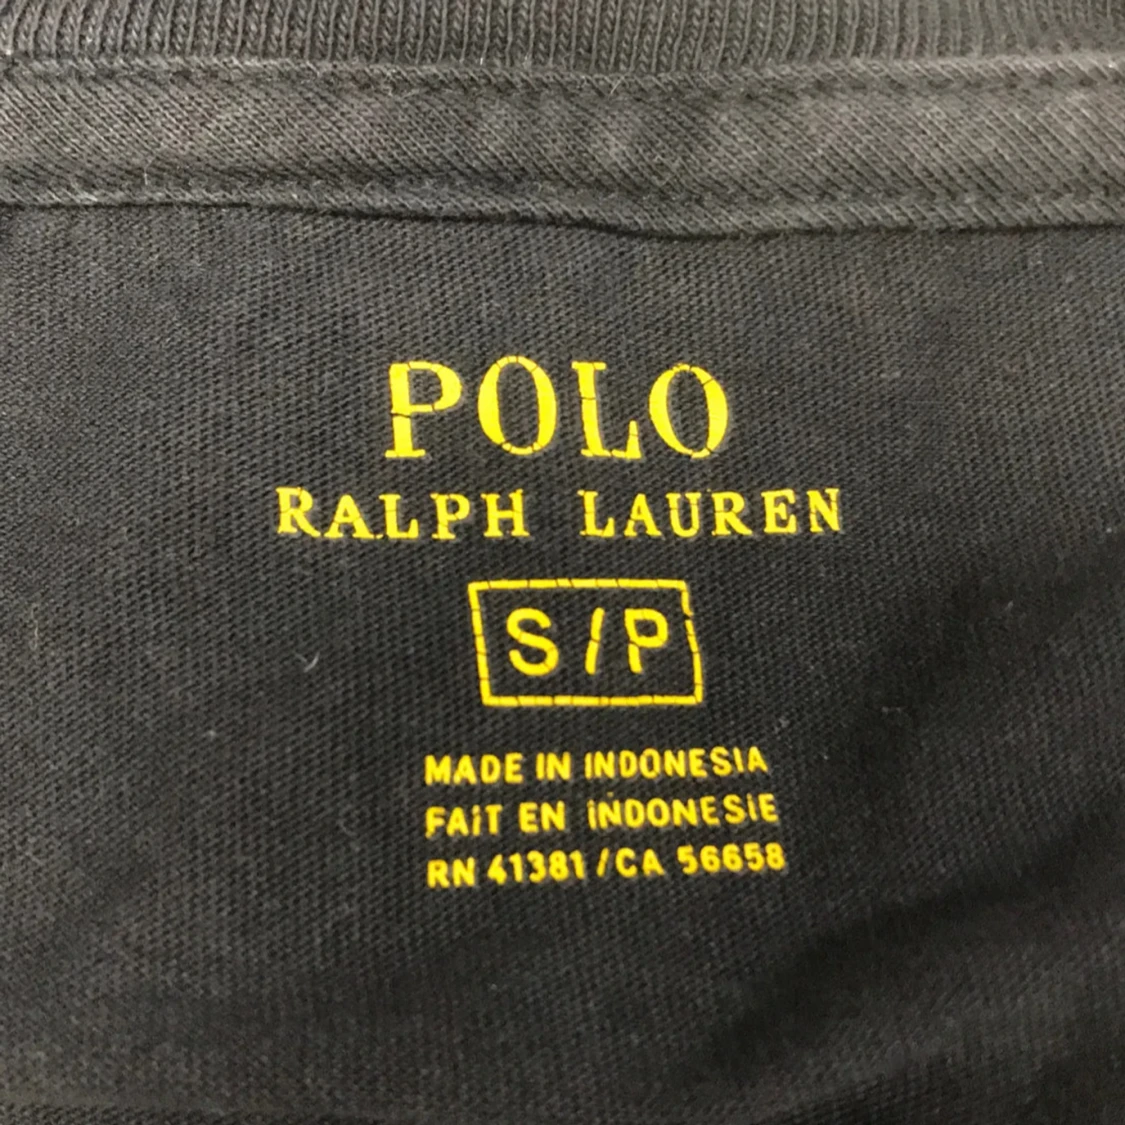 POLO
RALPH LAUREN
S/P
MADE IN INDONESIA
FAIT EN INDONESIE
RN 41381/CA 56658